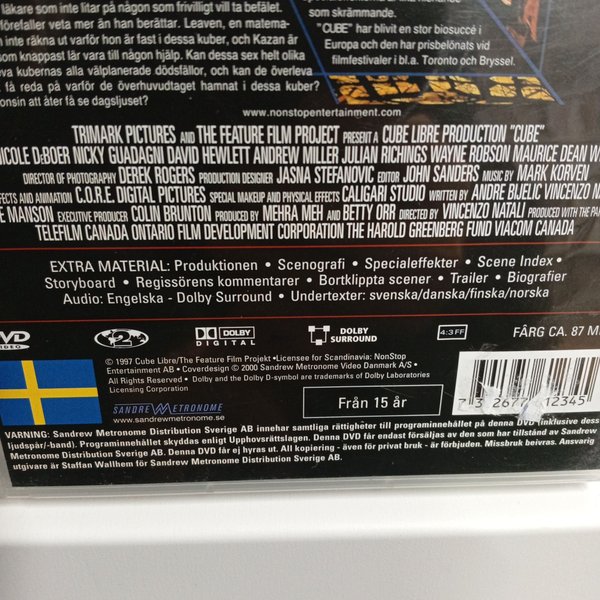 läkare som inte litar på någon som frivilligt vill ta befälet.
förefaller veta mer än han berättar. Leaven, en matema-
n inte räkna ut varför hon är fast i dessa kuber, och Kazan är
som knappast lär vara till någon hjälp. Kan dessa sex helt olika
eva kubernas alla välplanerade dödsfällor, och kan de överleva
få reda på varför de överhuvudtaget hamnat i dessa kuber?
onsin att åter få se dagsljuset?
som skrämmande.
"CUBE" har blivit en stor biosuccé i
Europa och den har prisbelönats vid
filmfestivaler i bl.a. Toronto och Bryssel.
www.nonstopentertainment.com
TRIMARK PICTURES AND THE FEATURE FILM PROJECT PRESENT A CUBE LIBRE PRODUCTION "CUBE"
NICOLE DeBOER NICKY GUADAGNI DAVID HEWLETT ANDREW MILLER JULIAN RICHINGS WAYNE ROBSON MAURICE DEAN
DIRECTOR OF PHOTOGRAPHY DEREK ROGERS PRODUCTION DESIGNER JASNA STEFANOVIC EDITOR JOHN SANDERS MUSIC BY MARK KORVEN
EFFECTS AND ANIMATION C.O.R.E. DIGITAL PICTURES SPECIAL MAKEUP AND PHYSICAL EFFECTS CALIGARI STUDIO WRITTEN BY ANDRE BIJELIC VINCENZO
E MANSON EXECUTIVE PRODUCER COLIN BRUNTON PRODUCED BY MEHRA MEH AND BETTY ORR DIRECTED BY VINCENZO NATALI PRODUCED WITH THE
TELEFILM CANADA ONTARIO FILM DEVELOPMENT CORPORATION THE HAROLD GREENBERG FUND VIACOM CANADA
EXTRA MATERIAL: Produktionen • Scenografi • Specialeffekter • Scene Index •
Storyboard • Regissörens kommentarer • Bortklippta scener • Trailer • Biografier
Audio: Engelska - Dolby Surround • Undertexter: svenska/danska/finska/norska
DVD VIDEO
2
DOLBY DIGITAL
DOLBY SURROUND
4:3 FF
FÄRG CA. 87 M
© 1997 Cube Libre/The Feature Film Projekt •Licensee for Scandinavia: NonStop
Entertainment AB • Coverdesign © 2000 Sandrew Metronome Video Danmark A/S •
All Rights Reserved • Dolby and the Dolby D-symbol are trademarks of Dolby Laboratories
Licensing Corporation
SANDREW METRONOME
www.sandrewmetronome.se
Från 15 år
12345
VARNING: Sandrew Metronome Distribution Sverige AB innehar samtliga rättigheter till programinnehållet på denna DVD (inklusive dess
ljudspår/-band). Programinnehållet skyddas enligt Upphovsrättslagen. Denna DVD får endast försäljas av den som har tillstånd av Sandrew
Metronome Distribution Sverige AB. Denna DVD får ej hyras ut. All kopiering - även för privat bruk - är förbjuden. Missbruk beivras. Ansvarig
utgivare är Staffan Wallhem för Sandrew Metronome Distribution Sverige AB.